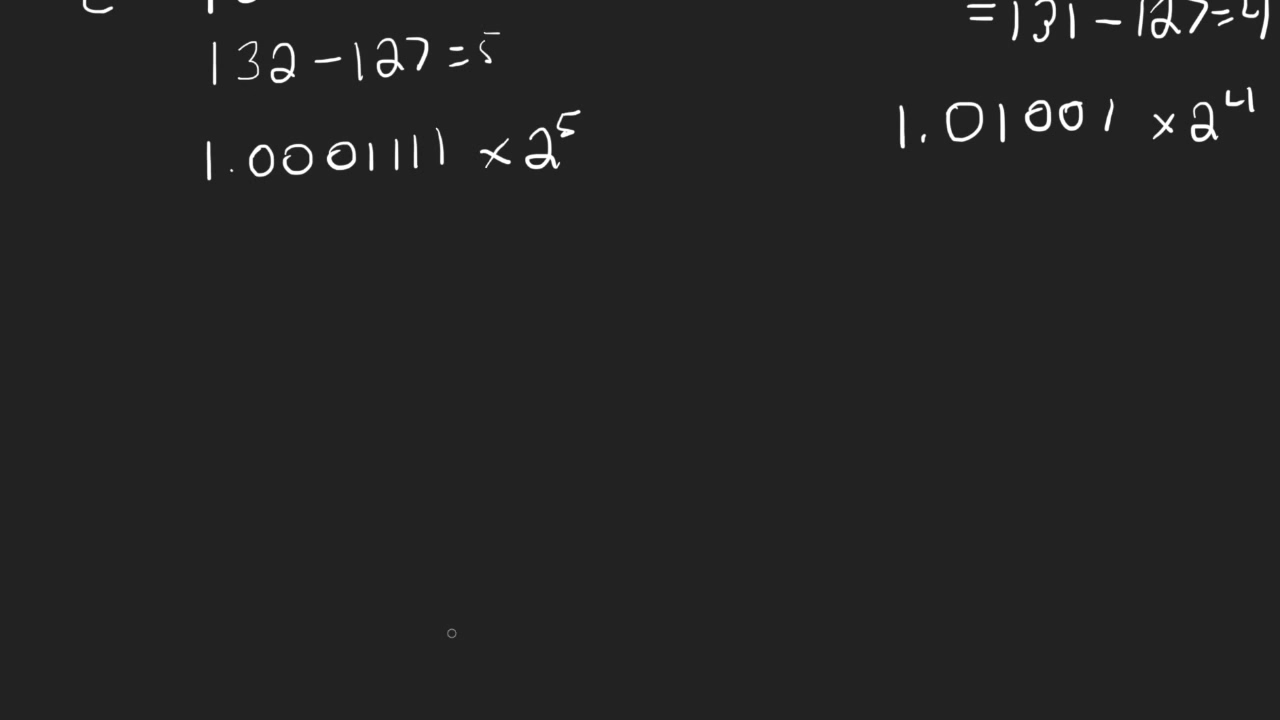 = 131 - 127 = 4
132 - 127 = 5
1.01001 × 2^4
1.0001111 × 2^5